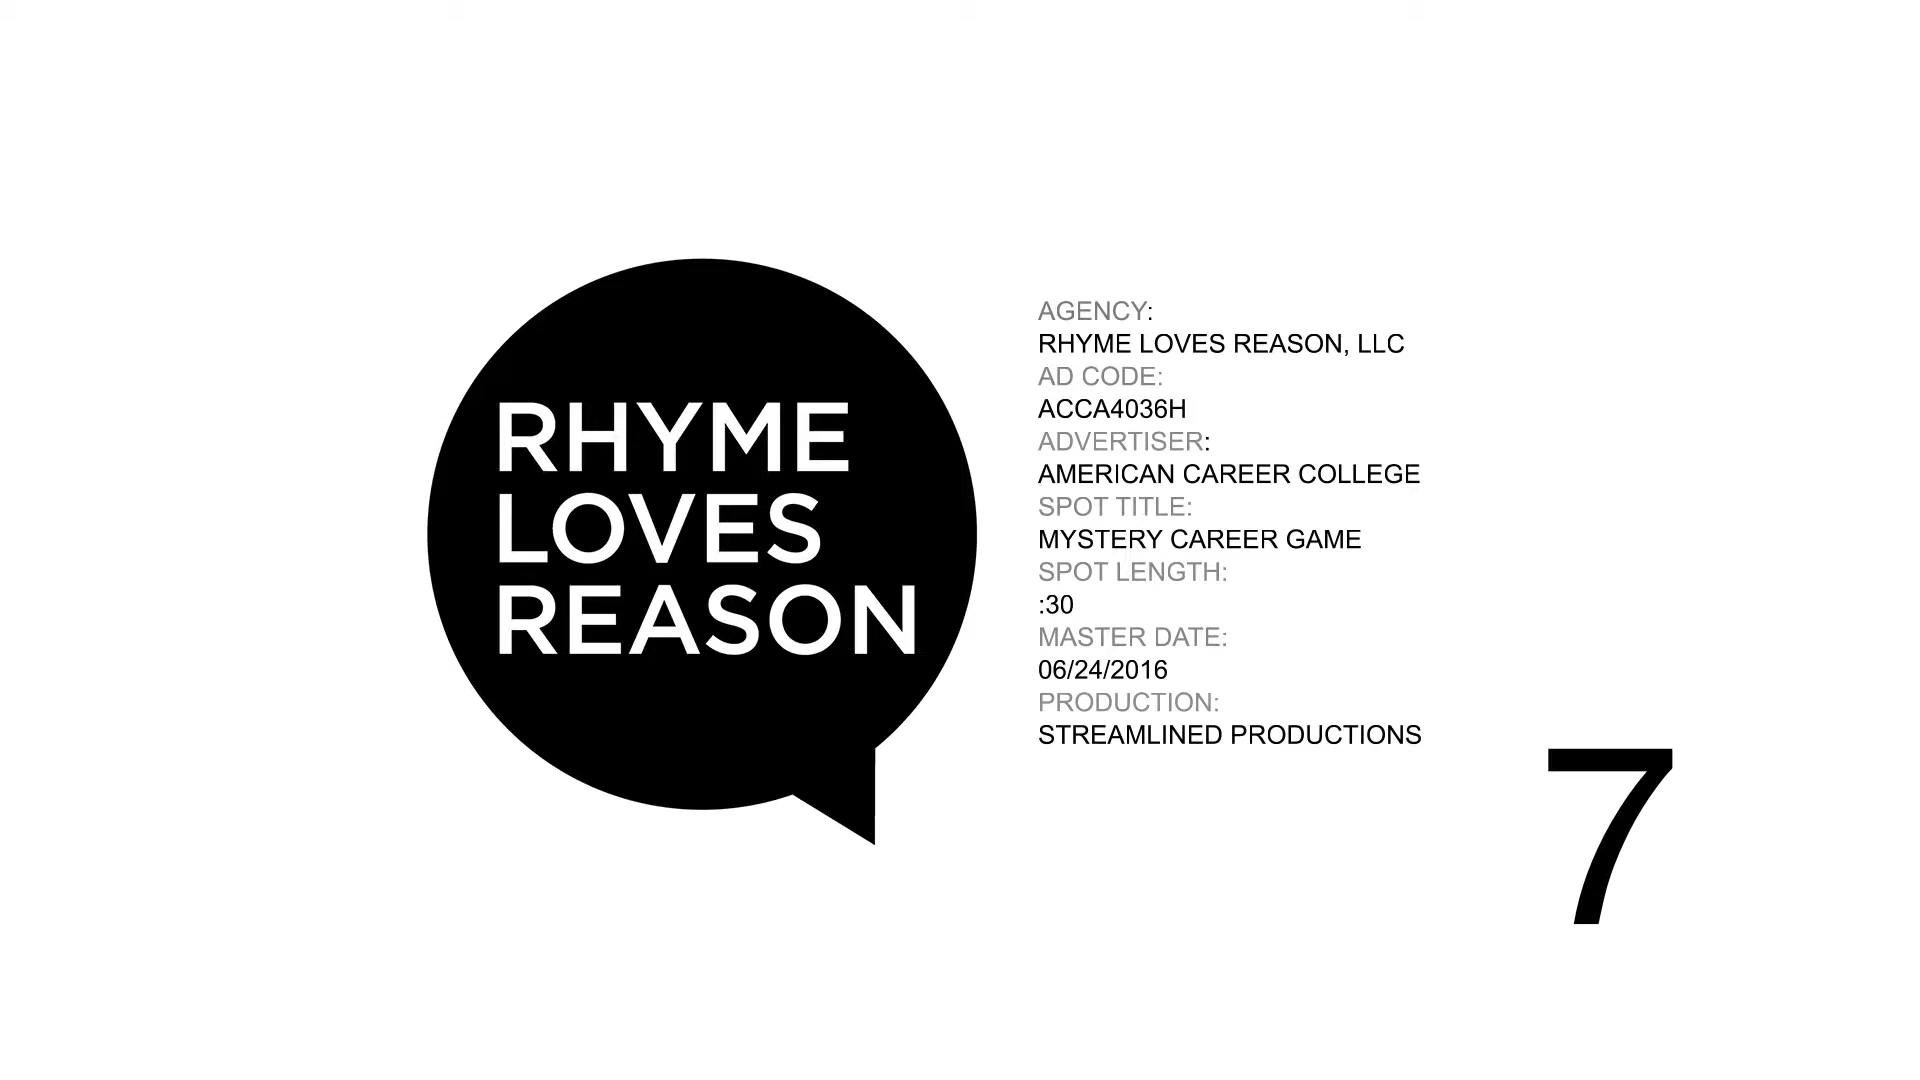 RHYME
LOVES
REASON
AGENCY:
RHYME LOVES REASON, LLC
AD CODE:
ACCA4036H
ADVERTISER:
AMERICAN CAREER COLLEGE
SPOT TITLE:
MYSTERY CAREER GAME
SPOT LENGTH:
:30
MASTER DATE:
06/24/2016
PRODUCTION:
STREAMLINED PRODUCTIONS
7